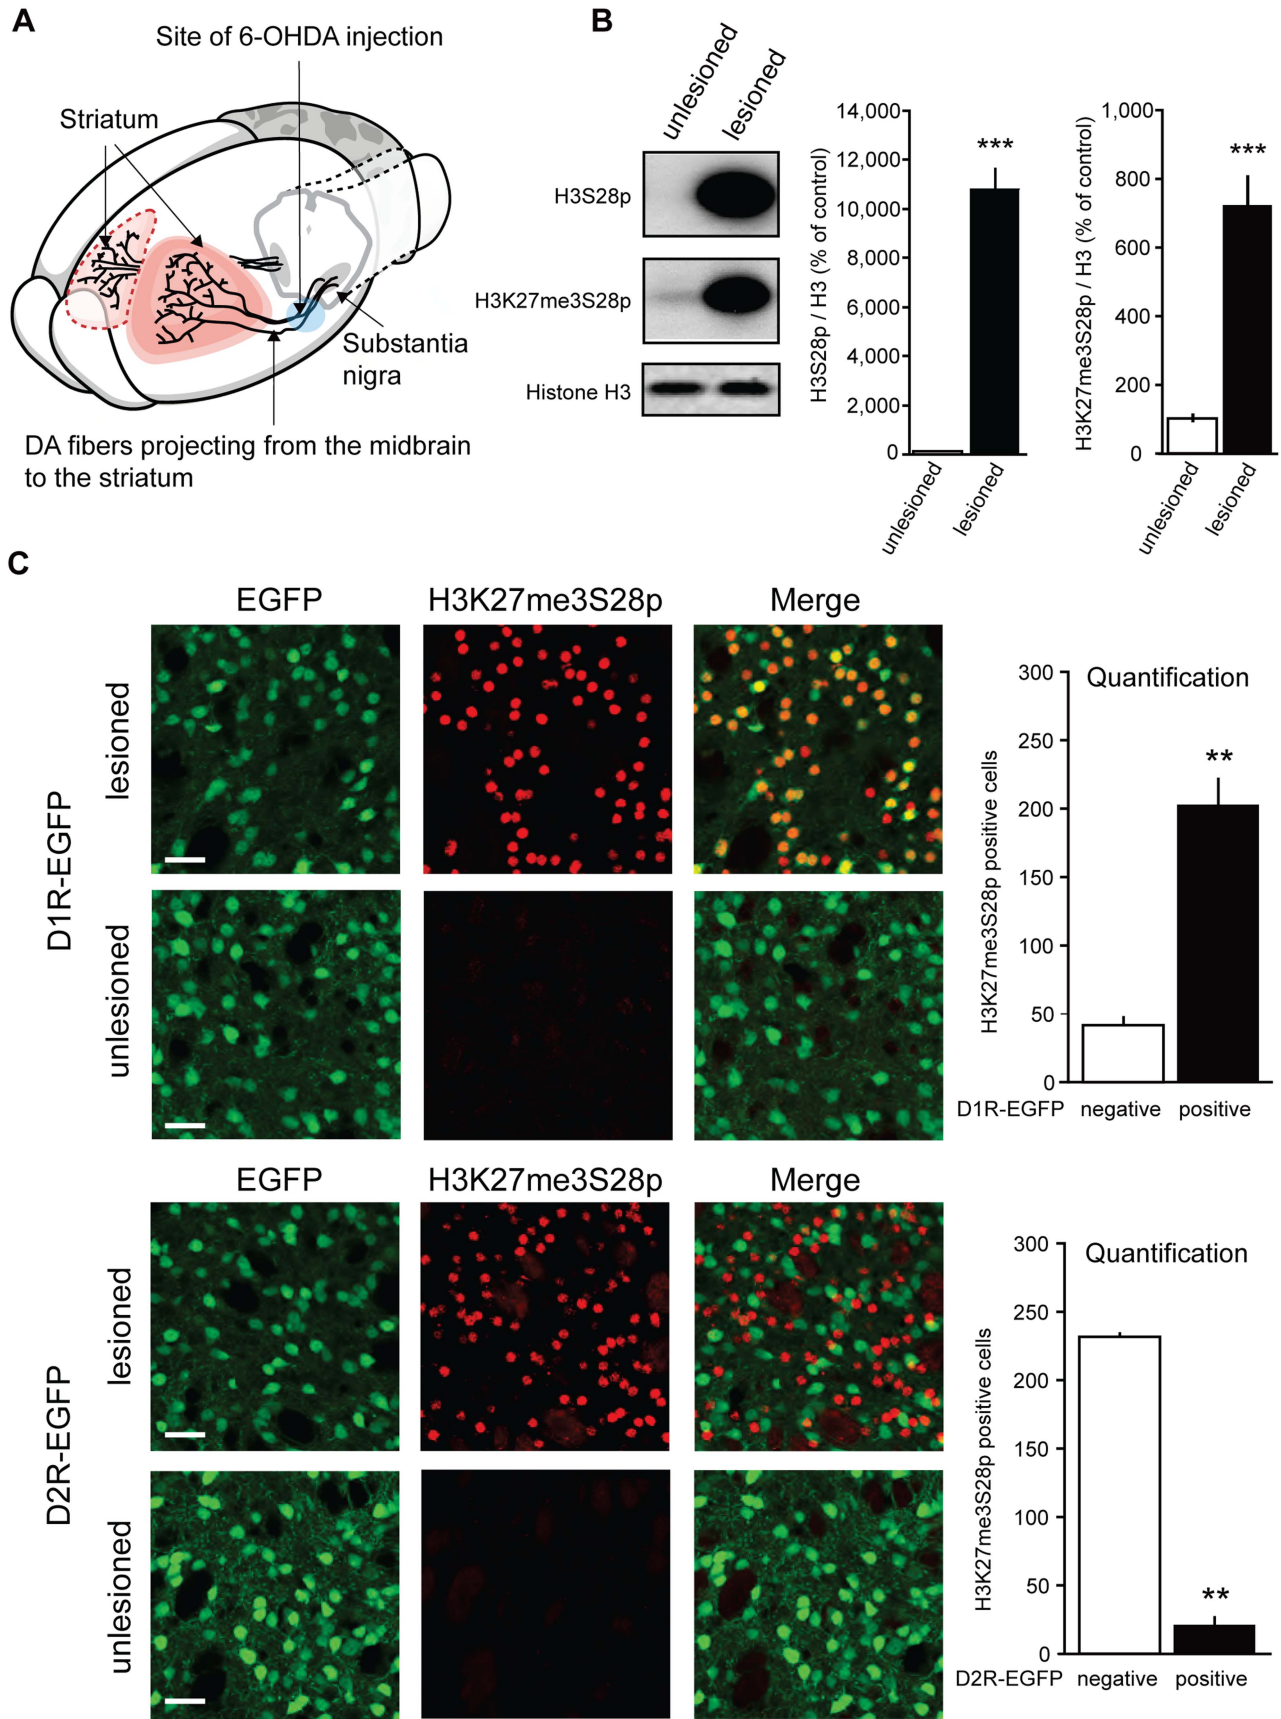 A
Site of 6-OHDA injection
Striatum
Substantia
nigra
DA fibers projecting from the midbrain
to the striatum
B
unlesioned
lesioned
H3S28p
H3K27me3S28p
Histone H3
H3S28p / H3 (% of control)
14,000
12,000
10,000
8,000
6,000
4,000
2,000
0
***
unlesioned
lesioned
H3K27me3S28p / H3 (% of control)
1,000
800
600
400
200
0
***
unlesioned
lesioned
C
EGFP
H3K27me3S28p
Merge
D1R-EGFP
lesioned
unlesioned
Quantification
H3K27me3S28p positive cells
300
250
200
150
100
50
0
**
D1R-EGFP negative positive
EGFP
H3K27me3S28p
Merge
D2R-EGFP
lesioned
unlesioned
Quantification
H3K27me3S28p positive cells
300
250
200
150
100
50
0
**
D2R-EGFP negative positive